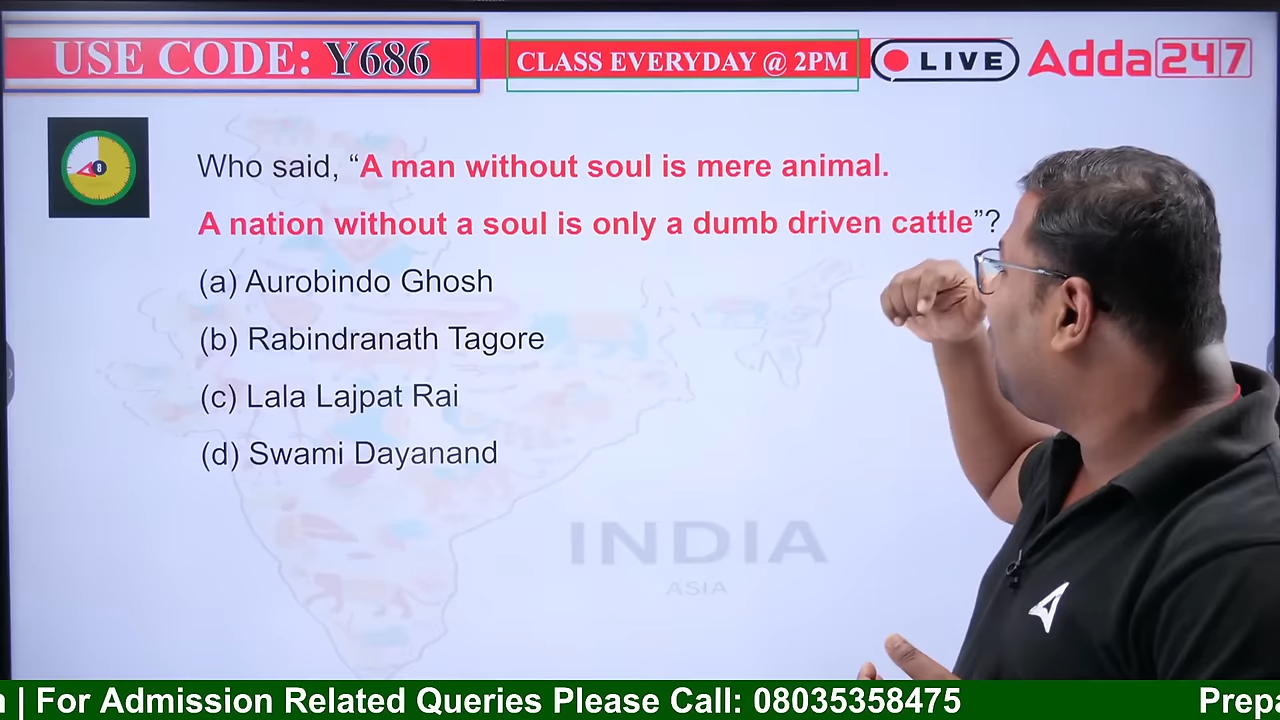 USE CODE: Y686
CLASS EVERYDAY @ 2PM
LIVE
Adda247
Who said, “A man without soul is mere animal.
A nation without a soul is only a dumb driven cattle”?
(a) Aurobindo Ghosh
(b) Rabindranath Tagore
(c) Lala Lajpat Rai
(d) Swami Dayanand
INDIA
ASIA
| For Admission Related Queries Please Call: 08035358475